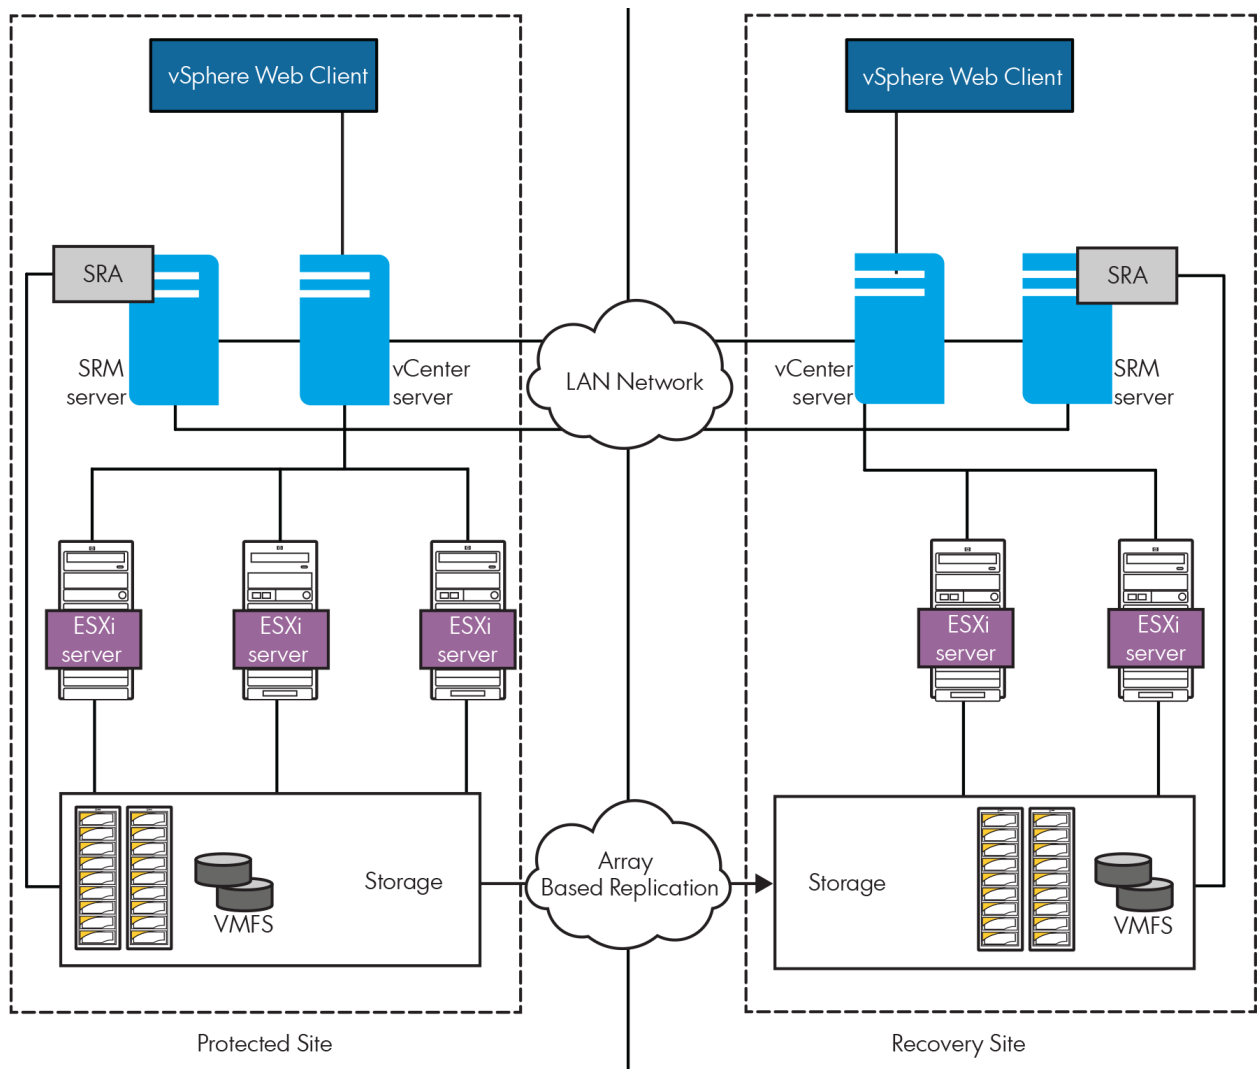 vSphere Web Client
vSphere Web Client
SRA
SRA
SRM
server
vCenter
server
LAN Network
vCenter
server
SRM
server
ESXi
server
ESXi
server
ESXi
server
ESXi
server
ESXi
server
Storage
VMFS
Array
Based Replication
Storage
VMFS
Protected Site
Recovery Site